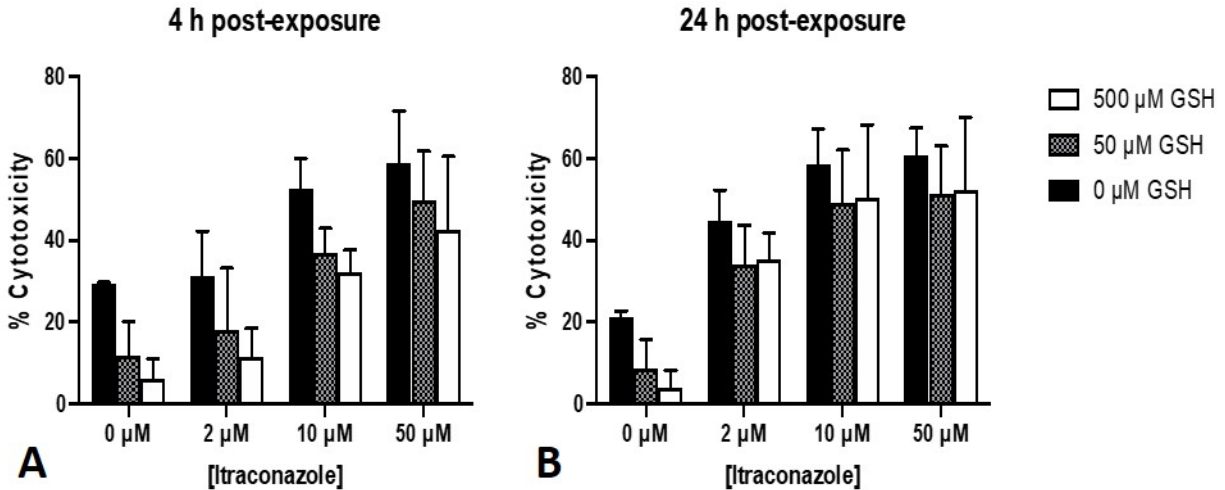 4 h post-exposure
80
60
40
20
0
% Cytotoxicity
0 µM
2 µM
10 µM
50 µM
[Itraconazole]
A
24 h post-exposure
80
60
40
20
0
% Cytotoxicity
0 µM
2 µM
10 µM
50 µM
[Itraconazole]
B
500 µM GSH
50 µM GSH
0 µM GSH